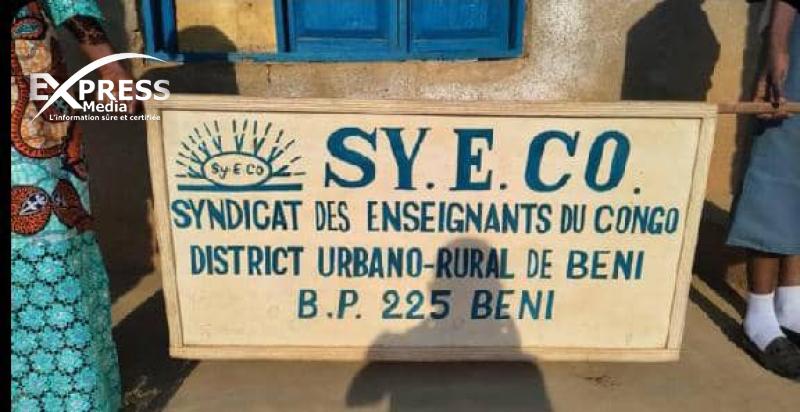 EXPRESS
Média
L'information sûre et certifiée
Sy.E.Co
SY.E.CO.
SYNDICAT DES ENSEIGNANTS DU CONGO
DISTRICT URBANO-RURAL DE BENI
B.P. 225 BENI